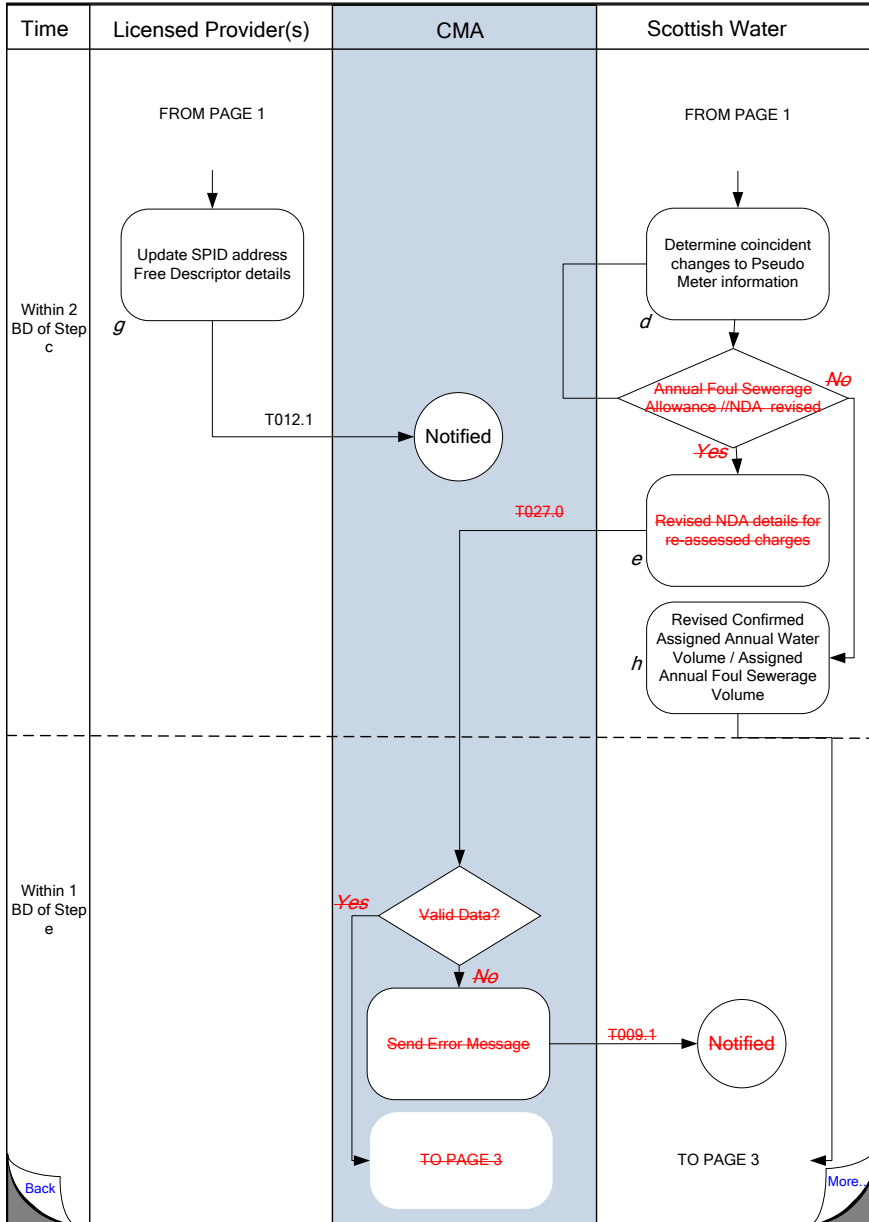 Time
Licensed Provider(s)
CMA
Scottish Water
FROM PAGE 1
FROM PAGE 1
Update SPID address
Free Descriptor details
g
Determine coincident
changes to Pseudo
Meter information
d
Within 2
BD of Step
c
T012.1
Notified
Annual Foul Sewerage
Allowance //NDA revised
No
Yes
T027.0
Revised NDA details for
re-assessed charges
e
Revised Confirmed
Assigned Annual Water
Volume / Assigned
Annual Foul Sewerage
Volume
h
Within 1
BD of Step
e
Yes
Valid Data?
No
Send Error Message
T009.1
Notified
TO PAGE 3
TO PAGE 3
Back
More..